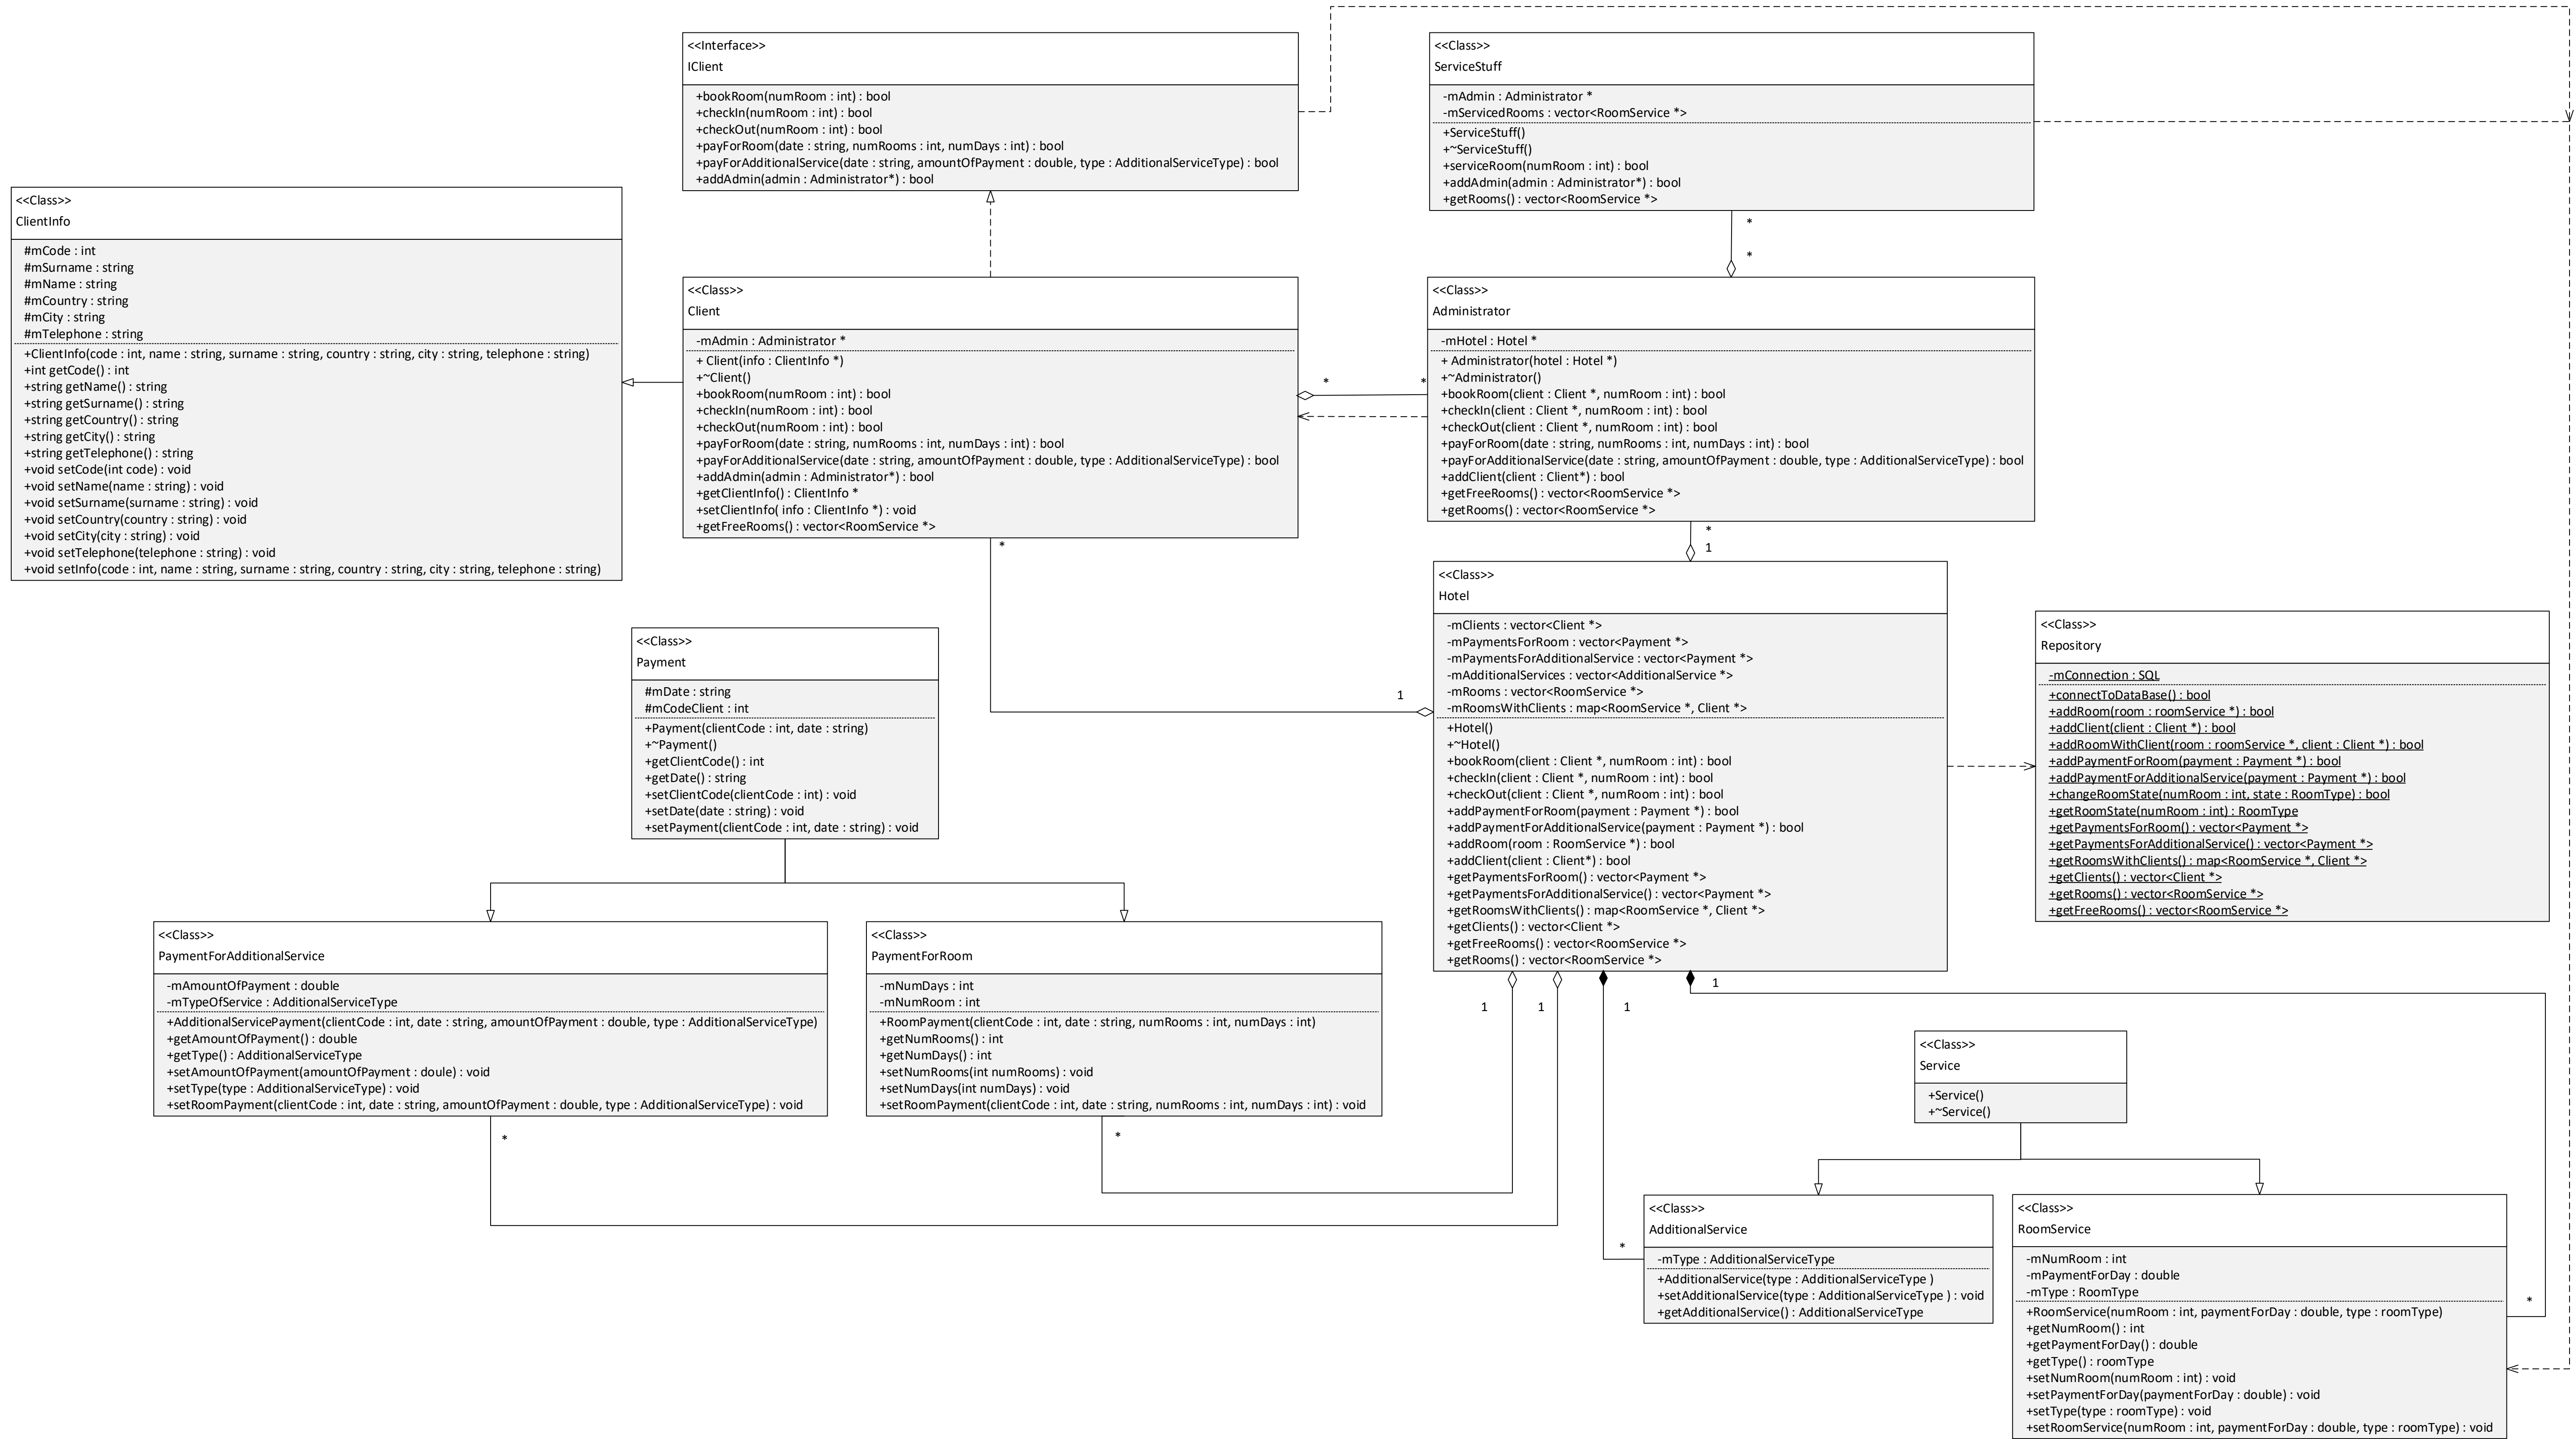 <<Interface>>
IClient
+bookRoom(numRoom : int) : bool
+checkIn(numRoom : int) : bool
+checkOut(numRoom : int) : bool
+payForRoom(date : string, numRooms : int, numDays : int) : bool
+payForAdditionalService(date : string, amountOfPayment : double, type : AdditionalServiceType) : bool
+addAdmin(admin : Administrator*) : bool
<<Class>>
ServiceStuff
-mAdmin : Administrator *
-mServicedRooms : vector<RoomService *>
+ServiceStuff()
+~ServiceStuff()
+serviceRoom(numRoom : int) : bool
+addAdmin(admin : Administrator*) : bool
+getRooms() : vector<RoomService *>
*
*
<<Class>>
ClientInfo
#mCode : int
#mSurname : string
#mName : string
#mCountry : string
#mCity : string
#mTelephone : string
+ClientInfo(code : int, name : string, surname : string, country : string, city : string, telephone : string)
+int getCode() : int
+string getName() : string
+string getSurname() : string
+string getCountry() : string
+string getCity() : string
+string getTelephone() : string
+void setCode(int code) : void
+void setName(name : string) : void
+void setSurname(surname : string) : void
+void setCountry(country : string) : void
+void setCity(city : string) : void
+void setTelephone(telephone : string) : void
+void setInfo(code : int, name : string, surname : string, country : string, city : string, telephone : string)
<<Class>>
Client
-mAdmin : Administrator *
+ Client(info : ClientInfo *)
+~Client()
+bookRoom(numRoom : int) : bool
+checkIn(numRoom : int) : bool
+checkOut(numRoom : int) : bool
+payForRoom(date : string, numRooms : int, numDays : int) : bool
+payForAdditionalService(date : string, amountOfPayment : double, type : AdditionalServiceType) : bool
+addAdmin(admin : Administrator*) : bool
+getClientInfo() : ClientInfo *
+setClientInfo( info : ClientInfo *) : void
+getFreeRooms() : vector<RoomService *>
*
*
*
<<Class>>
Administrator
-mHotel : Hotel *
+ Administrator(hotel : Hotel *)
+~Administrator()
+bookRoom(client : Client *, numRoom : int) : bool
+checkIn(client : Client *, numRoom : int) : bool
+checkOut(client : Client *, numRoom : int) : bool
+payForRoom(date : string, numRooms : int, numDays : int) : bool
+payForAdditionalService(date : string, amountOfPayment : double, type : AdditionalServiceType) : bool
+addClient(client : Client*) : bool
+getFreeRooms() : vector<RoomService *>
+getRooms() : vector<RoomService *>
*
1
<<Class>>
Hotel
-mClients : vector<Client *>
-mPaymentsForRoom : vector<Payment *>
-mPaymentsForAdditionalService : vector<Payment *>
-mAdditionalServices : vector<AdditionalService *>
-mRooms : vector<RoomService *>
-mRoomsWithClients : map<RoomService *, Client *>
+Hotel()
+~Hotel()
+bookRoom(client : Client *, numRoom : int) : bool
+checkIn(client : Client *, numRoom : int) : bool
+checkOut(client : Client *, numRoom : int) : bool
+addPaymentForRoom(payment : Payment *) : bool
+addPaymentForAdditionalService(payment : Payment *) : bool
+addRoom(room : RoomService *) : bool
+addClient(client : Client*) : bool
+getPaymentsForRoom() : vector<Payment *>
+getPaymentsForAdditionalService() : vector<Payment *>
+getRoomsWithClients() : map<RoomService *, Client *>
+getClients() : vector<Client *>
+getFreeRooms() : vector<RoomService *>
+getRooms() : vector<RoomService *>
1
<<Class>>
Repository
-mConnection : SQL
+connectToDataBase() : bool
+addRoom(room : roomService *) : bool
+addClient(client : Client *) : bool
+addRoomWithClient(room : roomService *, client : Client *) : bool
+addPaymentForRoom(payment : Payment *) : bool
+addPaymentForAdditionalService(payment : Payment *) : bool
+changeRoomState(numRoom : int, state : RoomType) : bool
+getRoomState(numRoom : int) : RoomType
+getPaymentsForRoom() : vector<Payment *>
+getPaymentsForAdditionalService() : vector<Payment *>
+getRoomsWithClients() : map<RoomService *, Client *>
+getClients() : vector<Client *>
+getRooms() : vector<RoomService *>
+getFreeRooms() : vector<RoomService *>
<<Class>>
Payment
#mDate : string
#mCodeClient : int
+Payment(clientCode : int, date : string)
+~Payment()
+getClientCode() : int
+getDate() : string
+setClientCode(clientCode : int) : void
+setDate(date : string) : void
+setPayment(clientCode : int, date : string) : void
<<Class>>
PaymentForAdditionalService
-mAmountOfPayment : double
-mTypeOfService : AdditionalServiceType
+AdditionalServicePayment(clientCode : int, date : string, amountOfPayment : double, type : AdditionalServiceType)
+getAmountOfPayment() : double
+getType() : AdditionalServiceType
+setAmountOfPayment(amountOfPayment : doule) : void
+setType(type : AdditionalServiceType) : void
+setRoomPayment(clientCode : int, date : string, amountOfPayment : double, type : AdditionalServiceType) : void
*
<<Class>>
PaymentForRoom
-mNumDays : int
-mNumRoom : int
+RoomPayment(clientCode : int, date : string, numRooms : int, numDays : int)
+getNumRooms() : int
+getNumDays() : int
+setNumRooms(int numRooms) : void
+setNumDays(int numDays) : void
+setRoomPayment(clientCode : int, date : string, numRooms : int, numDays : int) : void
*
1
1
1
1
<<Class>>
Service
+Service()
+~Service()
<<Class>>
AdditionalService
-mType : AdditionalServiceType
+AdditionalService(type : AdditionalServiceType )
+setAdditionalService(type : AdditionalServiceType ) : void
+getAdditionalService() : AdditionalServiceType
*
<<Class>>
RoomService
-mNumRoom : int
-mPaymentForDay : double
-mType : RoomType
+RoomService(numRoom : int, paymentForDay : double, type : roomType)
+getNumRoom() : int
+getPaymentForDay() : double
+getType() : roomType
+setNumRoom(numRoom : int) : void
+setPaymentForDay(paymentForDay : double) : void
+setType(type : roomType) : void
+setRoomService(numRoom : int, paymentForDay : double, type : roomType) : void
*